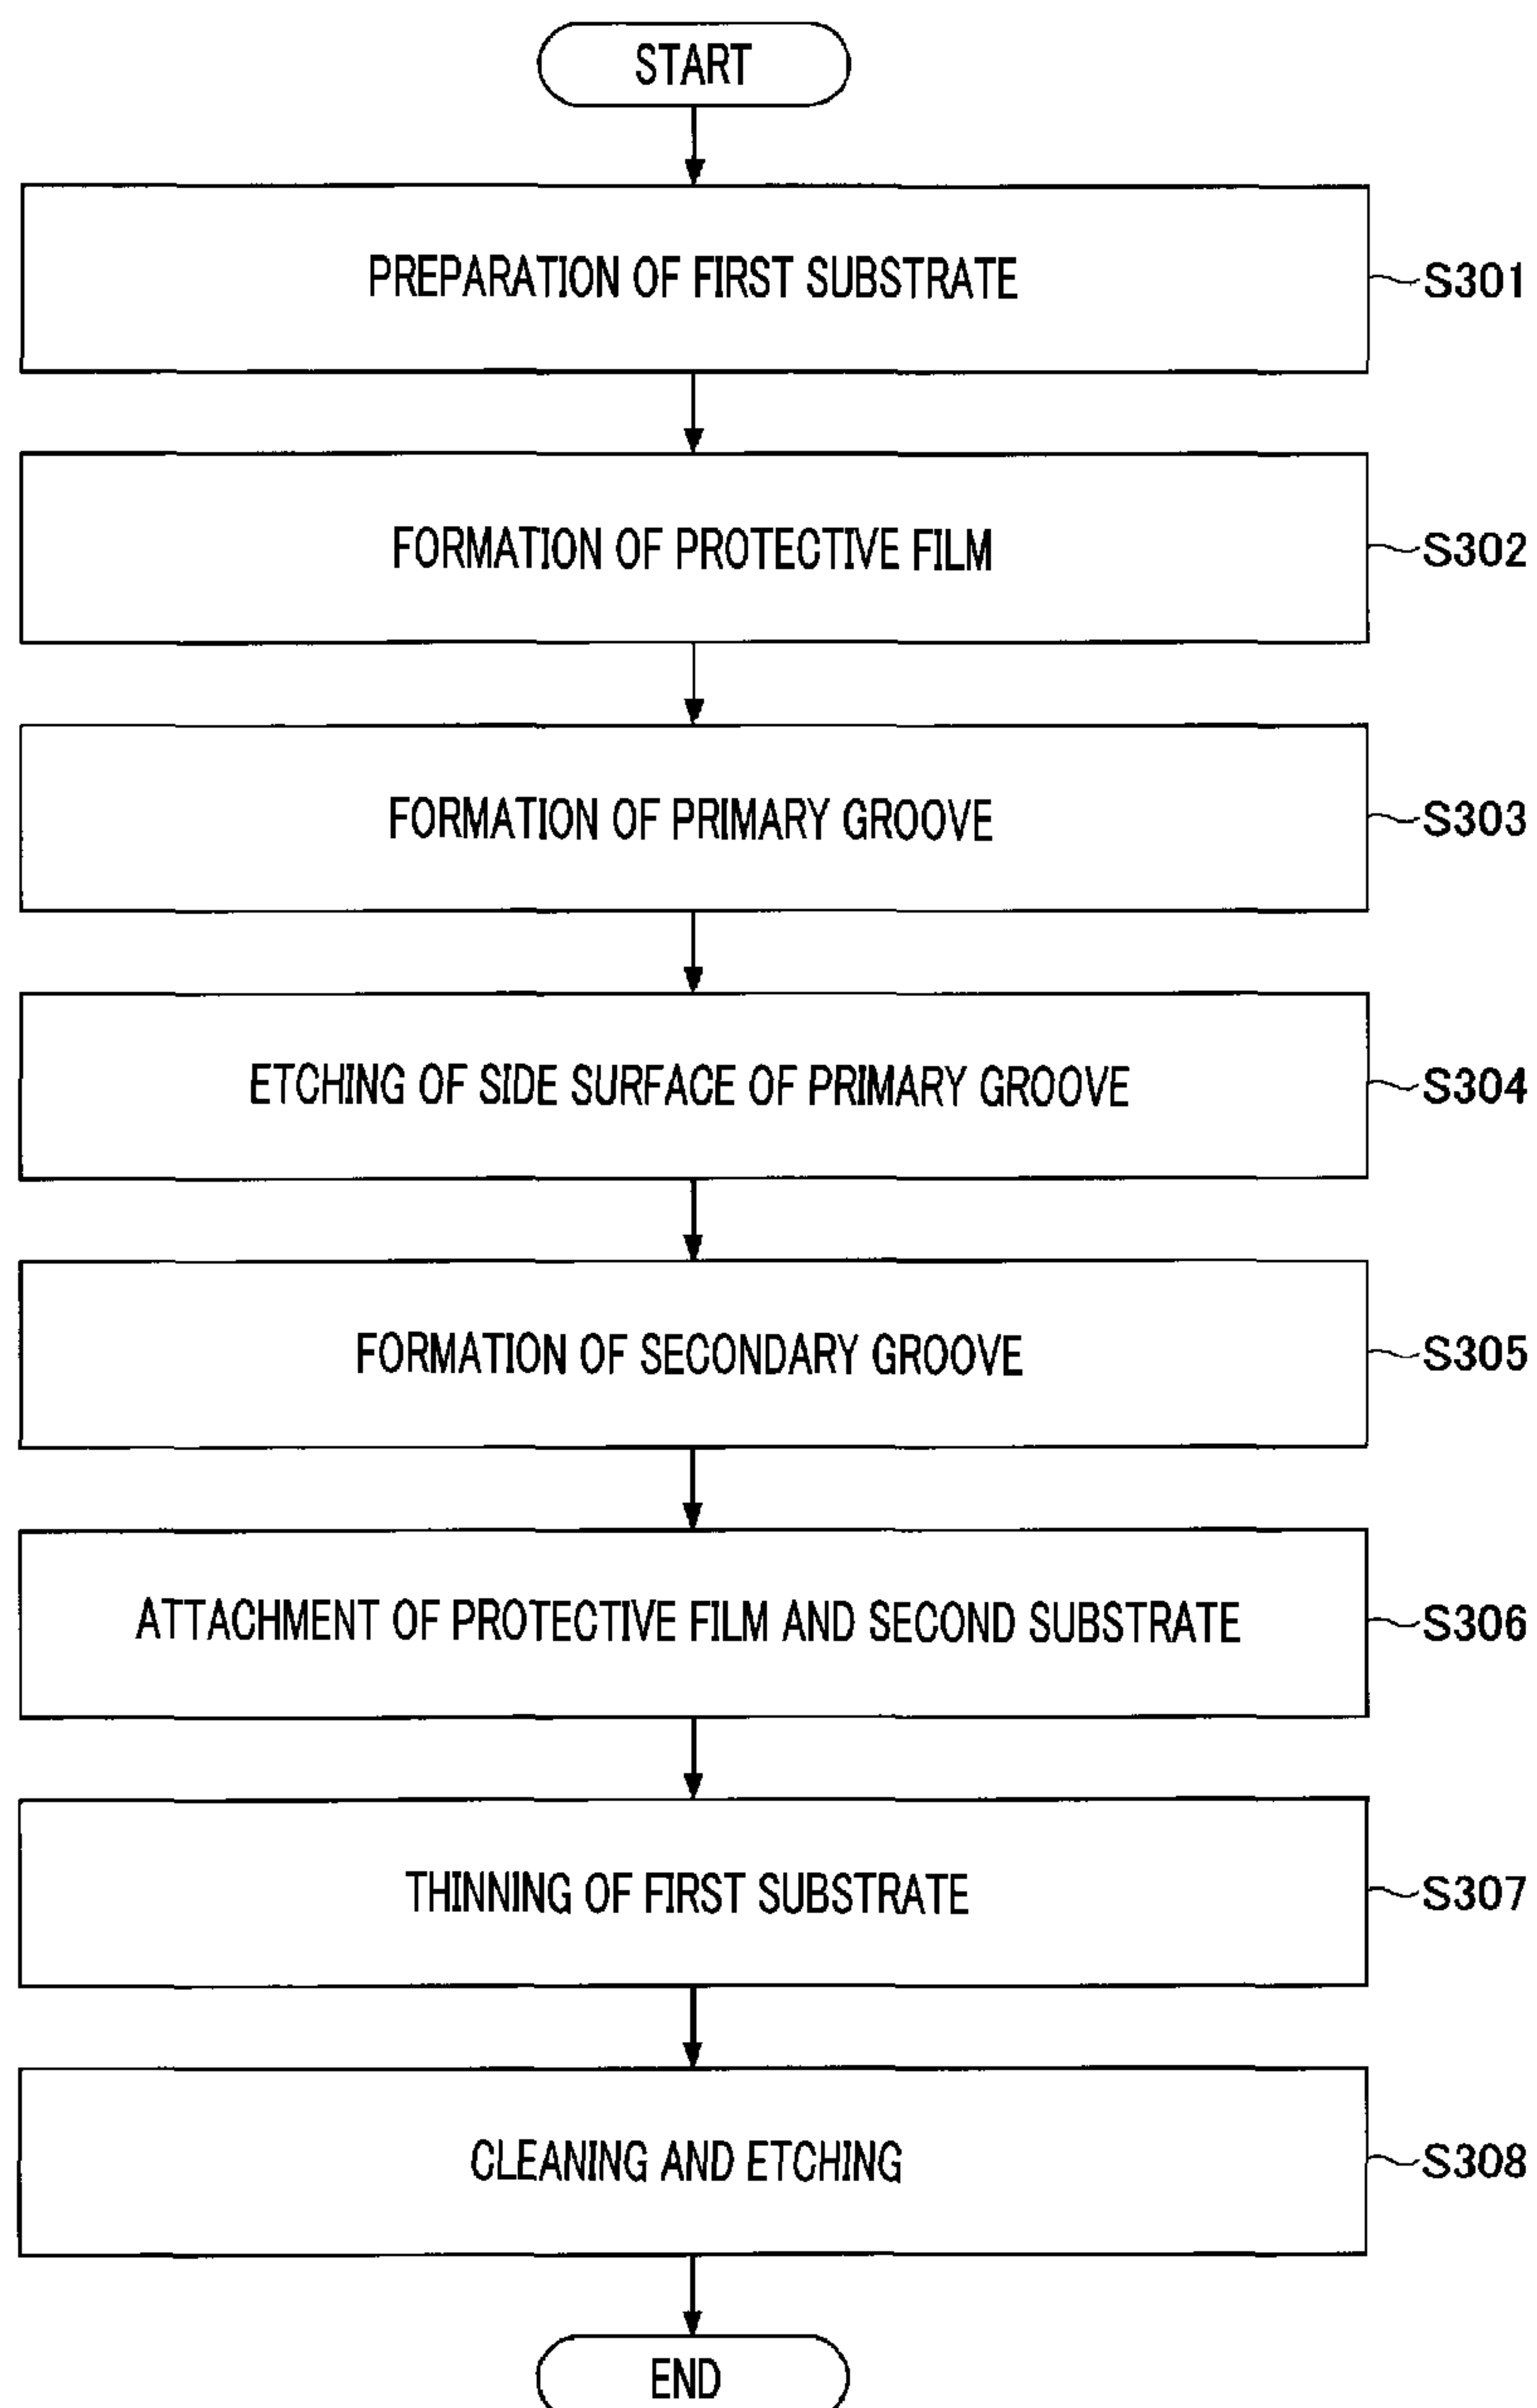 START
PREPARATION OF FIRST SUBSTRATE
S301
FORMATION OF PROTECTIVE FILM
S302
FORMATION OF PRIMARY GROOVE
S303
ETCHING OF SIDE SURFACE OF PRIMARY GROOVE
S304
FORMATION OF SECONDARY GROOVE
S305
ATTACHMENT OF PROTECTIVE FILM AND SECOND SUBSTRATE
S306
THINNING OF FIRST SUBSTRATE
S307
CLEANING AND ETCHING
S308
END